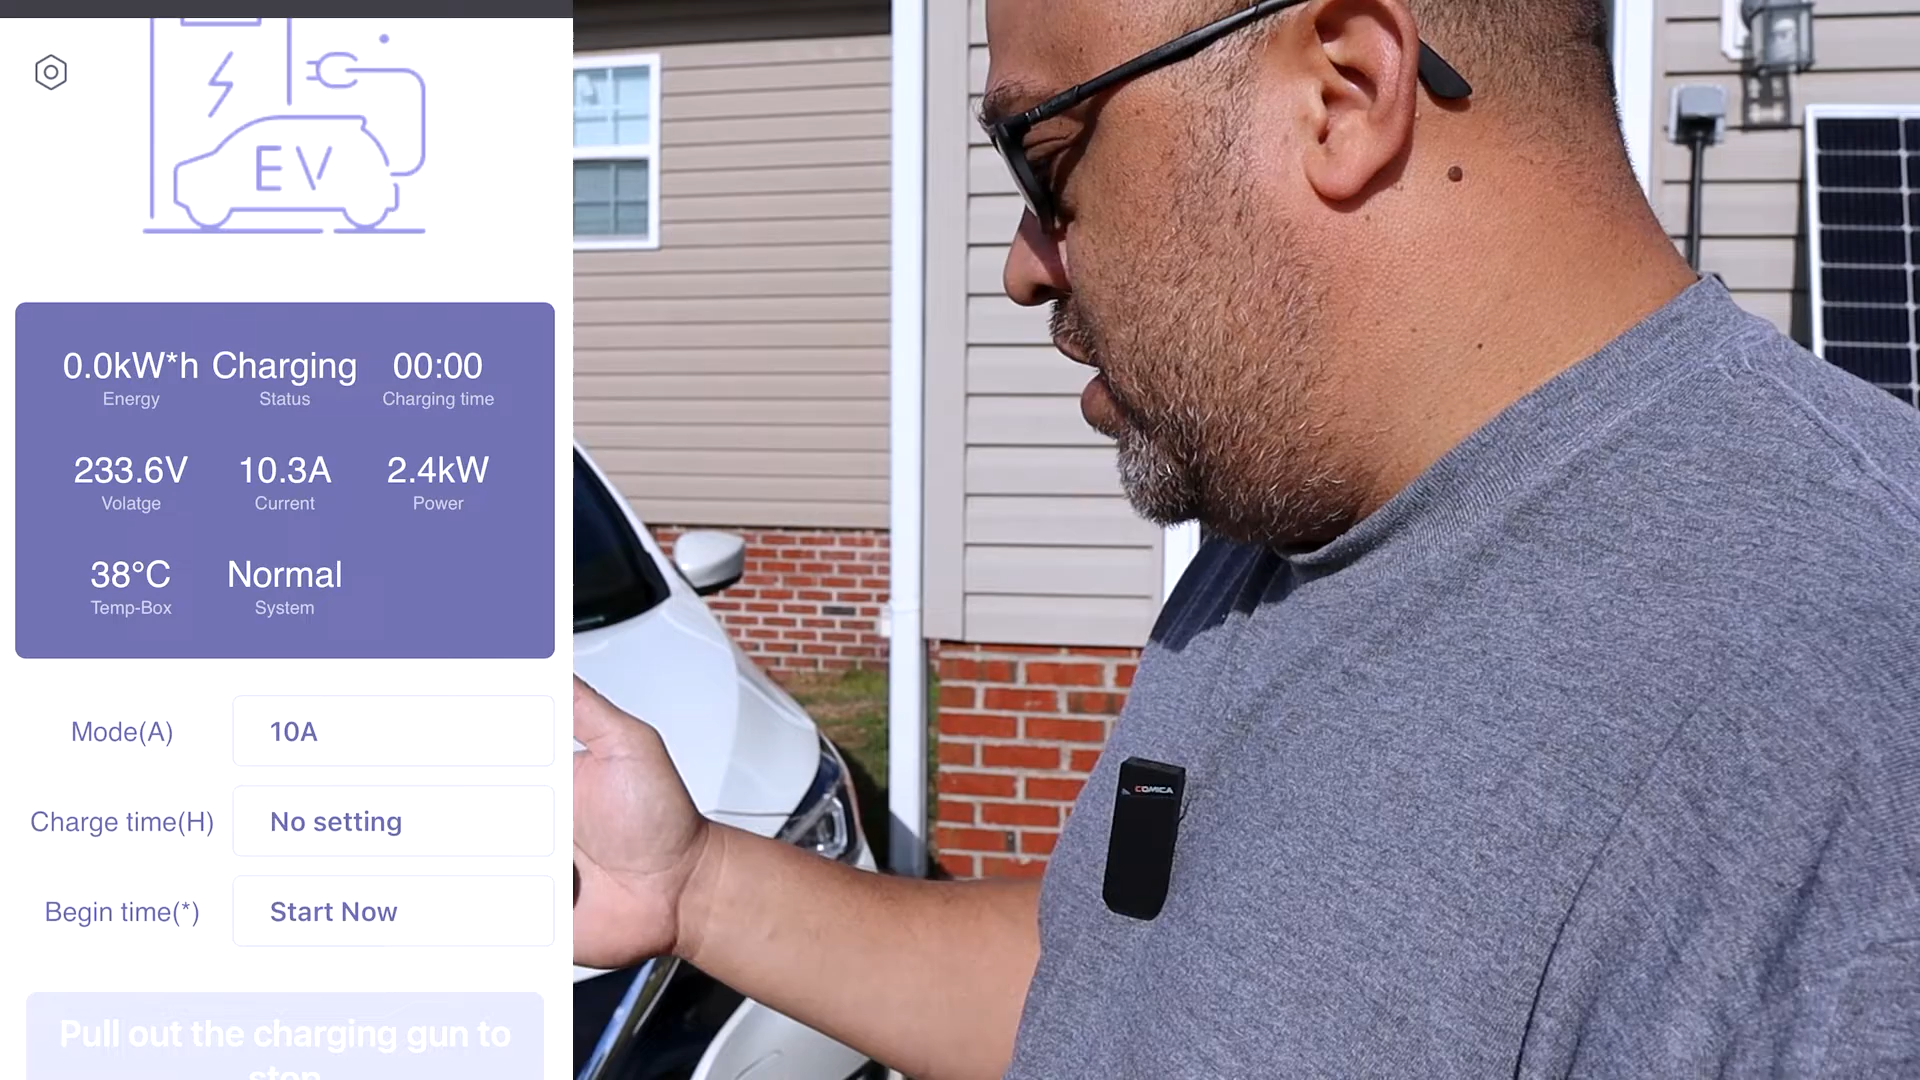 EV
0.0kW*h Charging 00:00
Energy Status Charging time
233.6V 10.3A 2.4kW
Volatge Current Power
38°C Normal
Temp-Box System
Mode(A) 10A
Charge time(H) No setting
Begin time(*) Start Now
Pull out the charging gun to
stop
COMICA